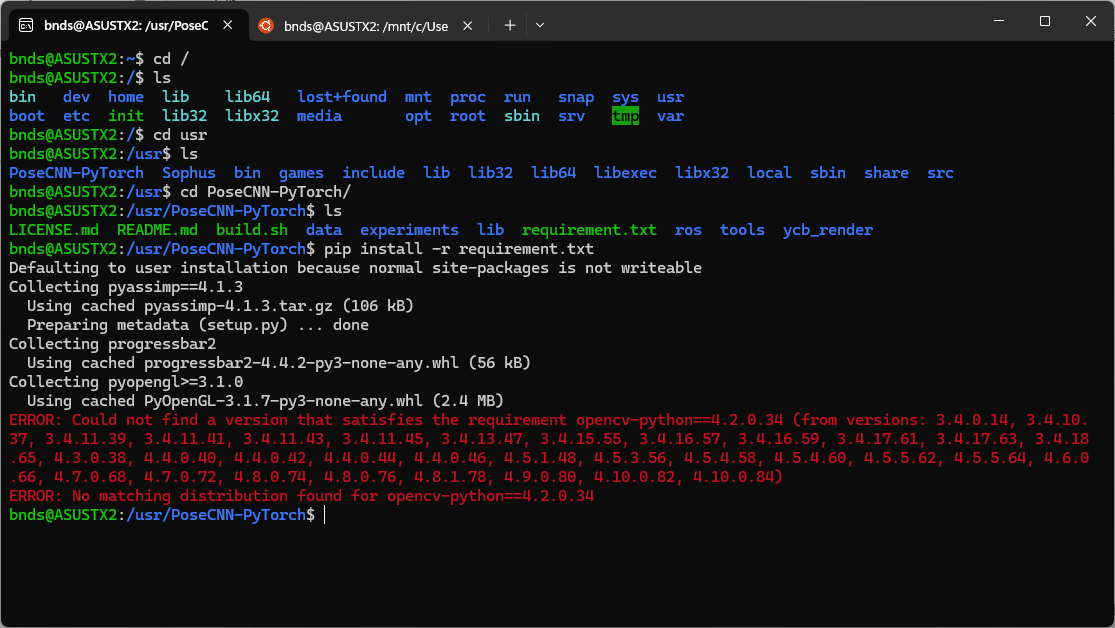 bnds@ASUSTX2: /usr/PoseC
bnds@ASUSTX2: /mnt/c/Use
bnds@ASUSTX2:~$ cd /
bnds@ASUSTX2:/$ ls
bin dev home lib lib64 lost+found mnt proc run snap sys usr
boot etc init lib32 libx32 media opt root sbin srv tmp var
bnds@ASUSTX2:/$ cd usr
bnds@ASUSTX2:/usr$ ls
PoseCNN-PyTorch Sophus bin games include lib lib32 lib64 libexec libx32 local sbin share src
bnds@ASUSTX2:/usr$ cd PoseCNN-PyTorch/
bnds@ASUSTX2:/usr/PoseCNN-PyTorch$ ls
LICENSE.md README.md build.sh data experiments lib requirement.txt ros tools ycb_render
bnds@ASUSTX2:/usr/PoseCNN-PyTorch$ pip install -r requirement.txt
Defaulting to user installation because normal site-packages is not writeable
Collecting pyassimp==4.1.3
Using cached pyassimp-4.1.3.tar.gz (106 kB)
Preparing metadata (setup.py) ... done
Collecting progressbar2
Using cached progressbar2-4.4.2-py3-none-any.whl (56 kB)
Collecting pyopengl>=3.1.0
Using cached PyOpenGL-3.1.7-py3-none-any.whl (2.4 MB)
ERROR: Could not find a version that satisfies the requirement opencv-python==4.2.0.34 (from versions: 3.4.0.14, 3.4.10.
37, 3.4.11.39, 3.4.11.41, 3.4.11.43, 3.4.11.45, 3.4.13.47, 3.4.15.55, 3.4.16.57, 3.4.16.59, 3.4.17.61, 3.4.17.63, 3.4.18
.65, 4.3.0.38, 4.4.0.40, 4.4.0.42, 4.4.0.44, 4.4.0.46, 4.5.1.48, 4.5.3.56, 4.5.4.58, 4.5.4.60, 4.5.5.62, 4.5.5.64, 4.6.0
.66, 4.7.0.68, 4.7.0.72, 4.8.0.74, 4.8.0.76, 4.8.1.78, 4.9.0.80, 4.10.0.82, 4.10.0.84)
ERROR: No matching distribution found for opencv-python==4.2.0.34
bnds@ASUSTX2:/usr/PoseCNN-PyTorch$